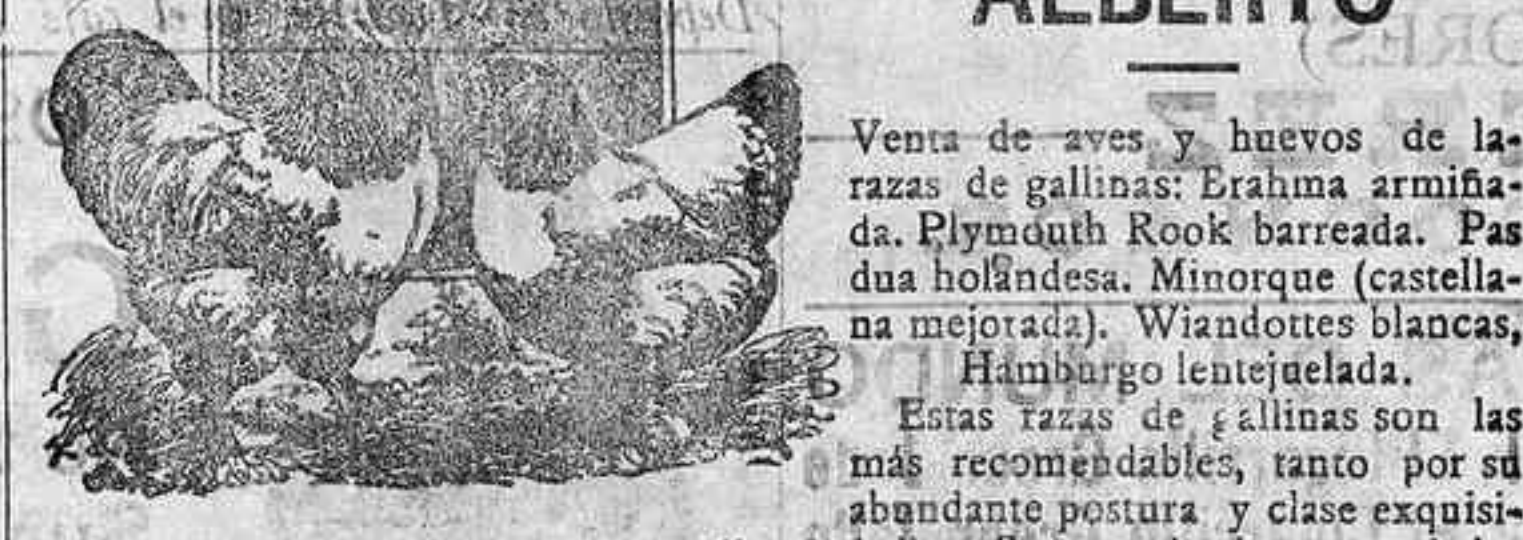 ALBERTO
Venta de aves y huevos de la-
razas de gallinas: Brahma armiña-
da. Plymouth Rook barreada. Pas
dua holandesa. Minorque (castella-
na mejorada). Wiandottes blancas,
Hamburgo lentejuelada.
Estas razas de gallinas son las
más recomendables, tanto por su
abundante postura y clase exquisi-